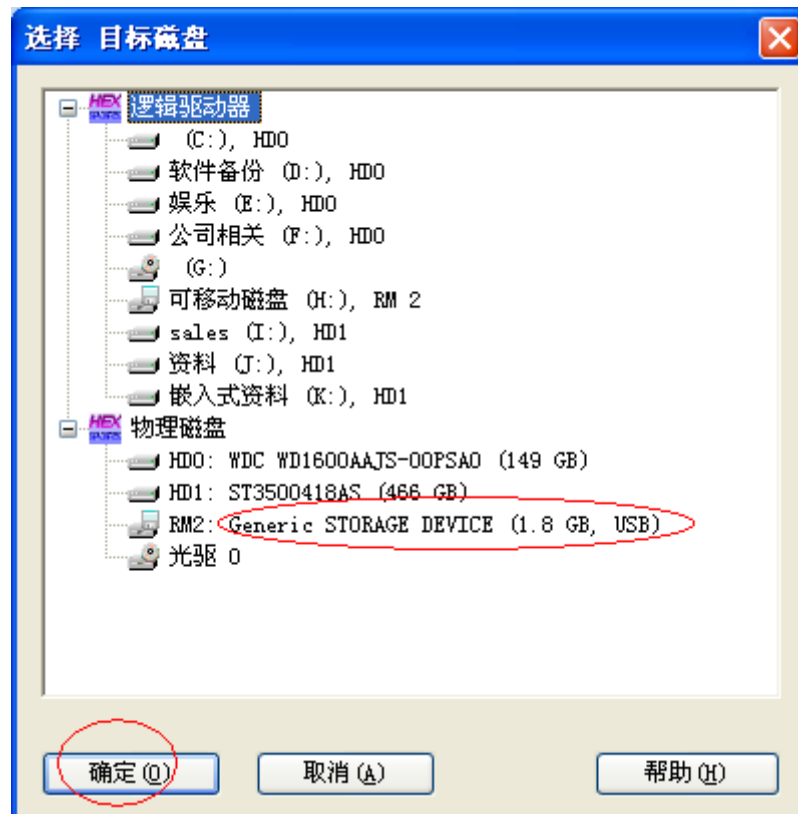 选择 目标磁盘
HEX 逻辑驱动器
(C:), HD0
软件备份 (D:), HD0
娱乐 (E:), HD0
公司相关 (F:), HD0
(G:)
可移动磁盘 (H:), RM 2
sales (I:), HD1
资料 (J:), HD1
嵌入式资料 (K:), HD1
HEX 物理磁盘
HD0: WDC WD1600AAJS-00PSA0 (149 GB)
HD1: ST3500418AS (466 GB)
RM2: Generic STORAGE DEVICE (1.8 GB, USB)
光驱 0
确定(O) 取消(A) 帮助(H)